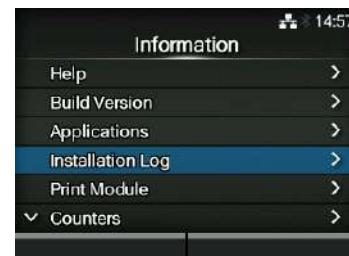 14:57
Information
Help
Build Version
Applications
Installation Log
Print Module
Counters